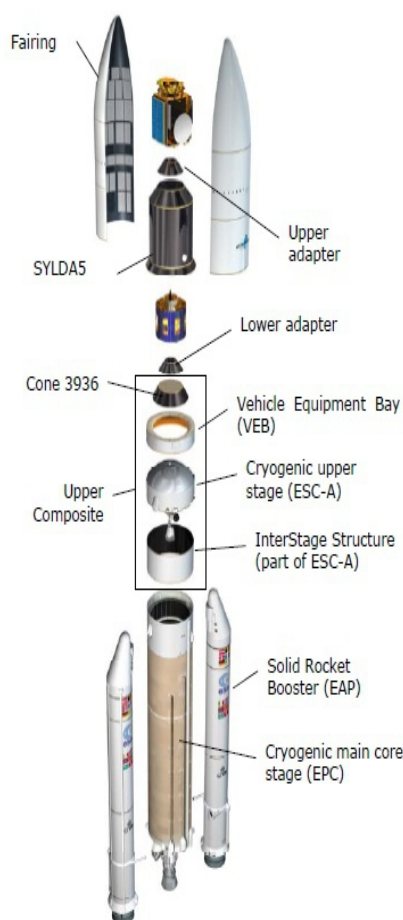 Fairing
Upper
adapter
SYLDA5
Lower adapter
Cone 3936
Vehicle Equipment Bay
(VEB)
Upper
Composite
Cryogenic upper
stage (ESC-A)
InterStage Structure
(part of ESC-A)
Solid Rocket
Booster (EAP)
Cryogenic main core
stage (EPC)